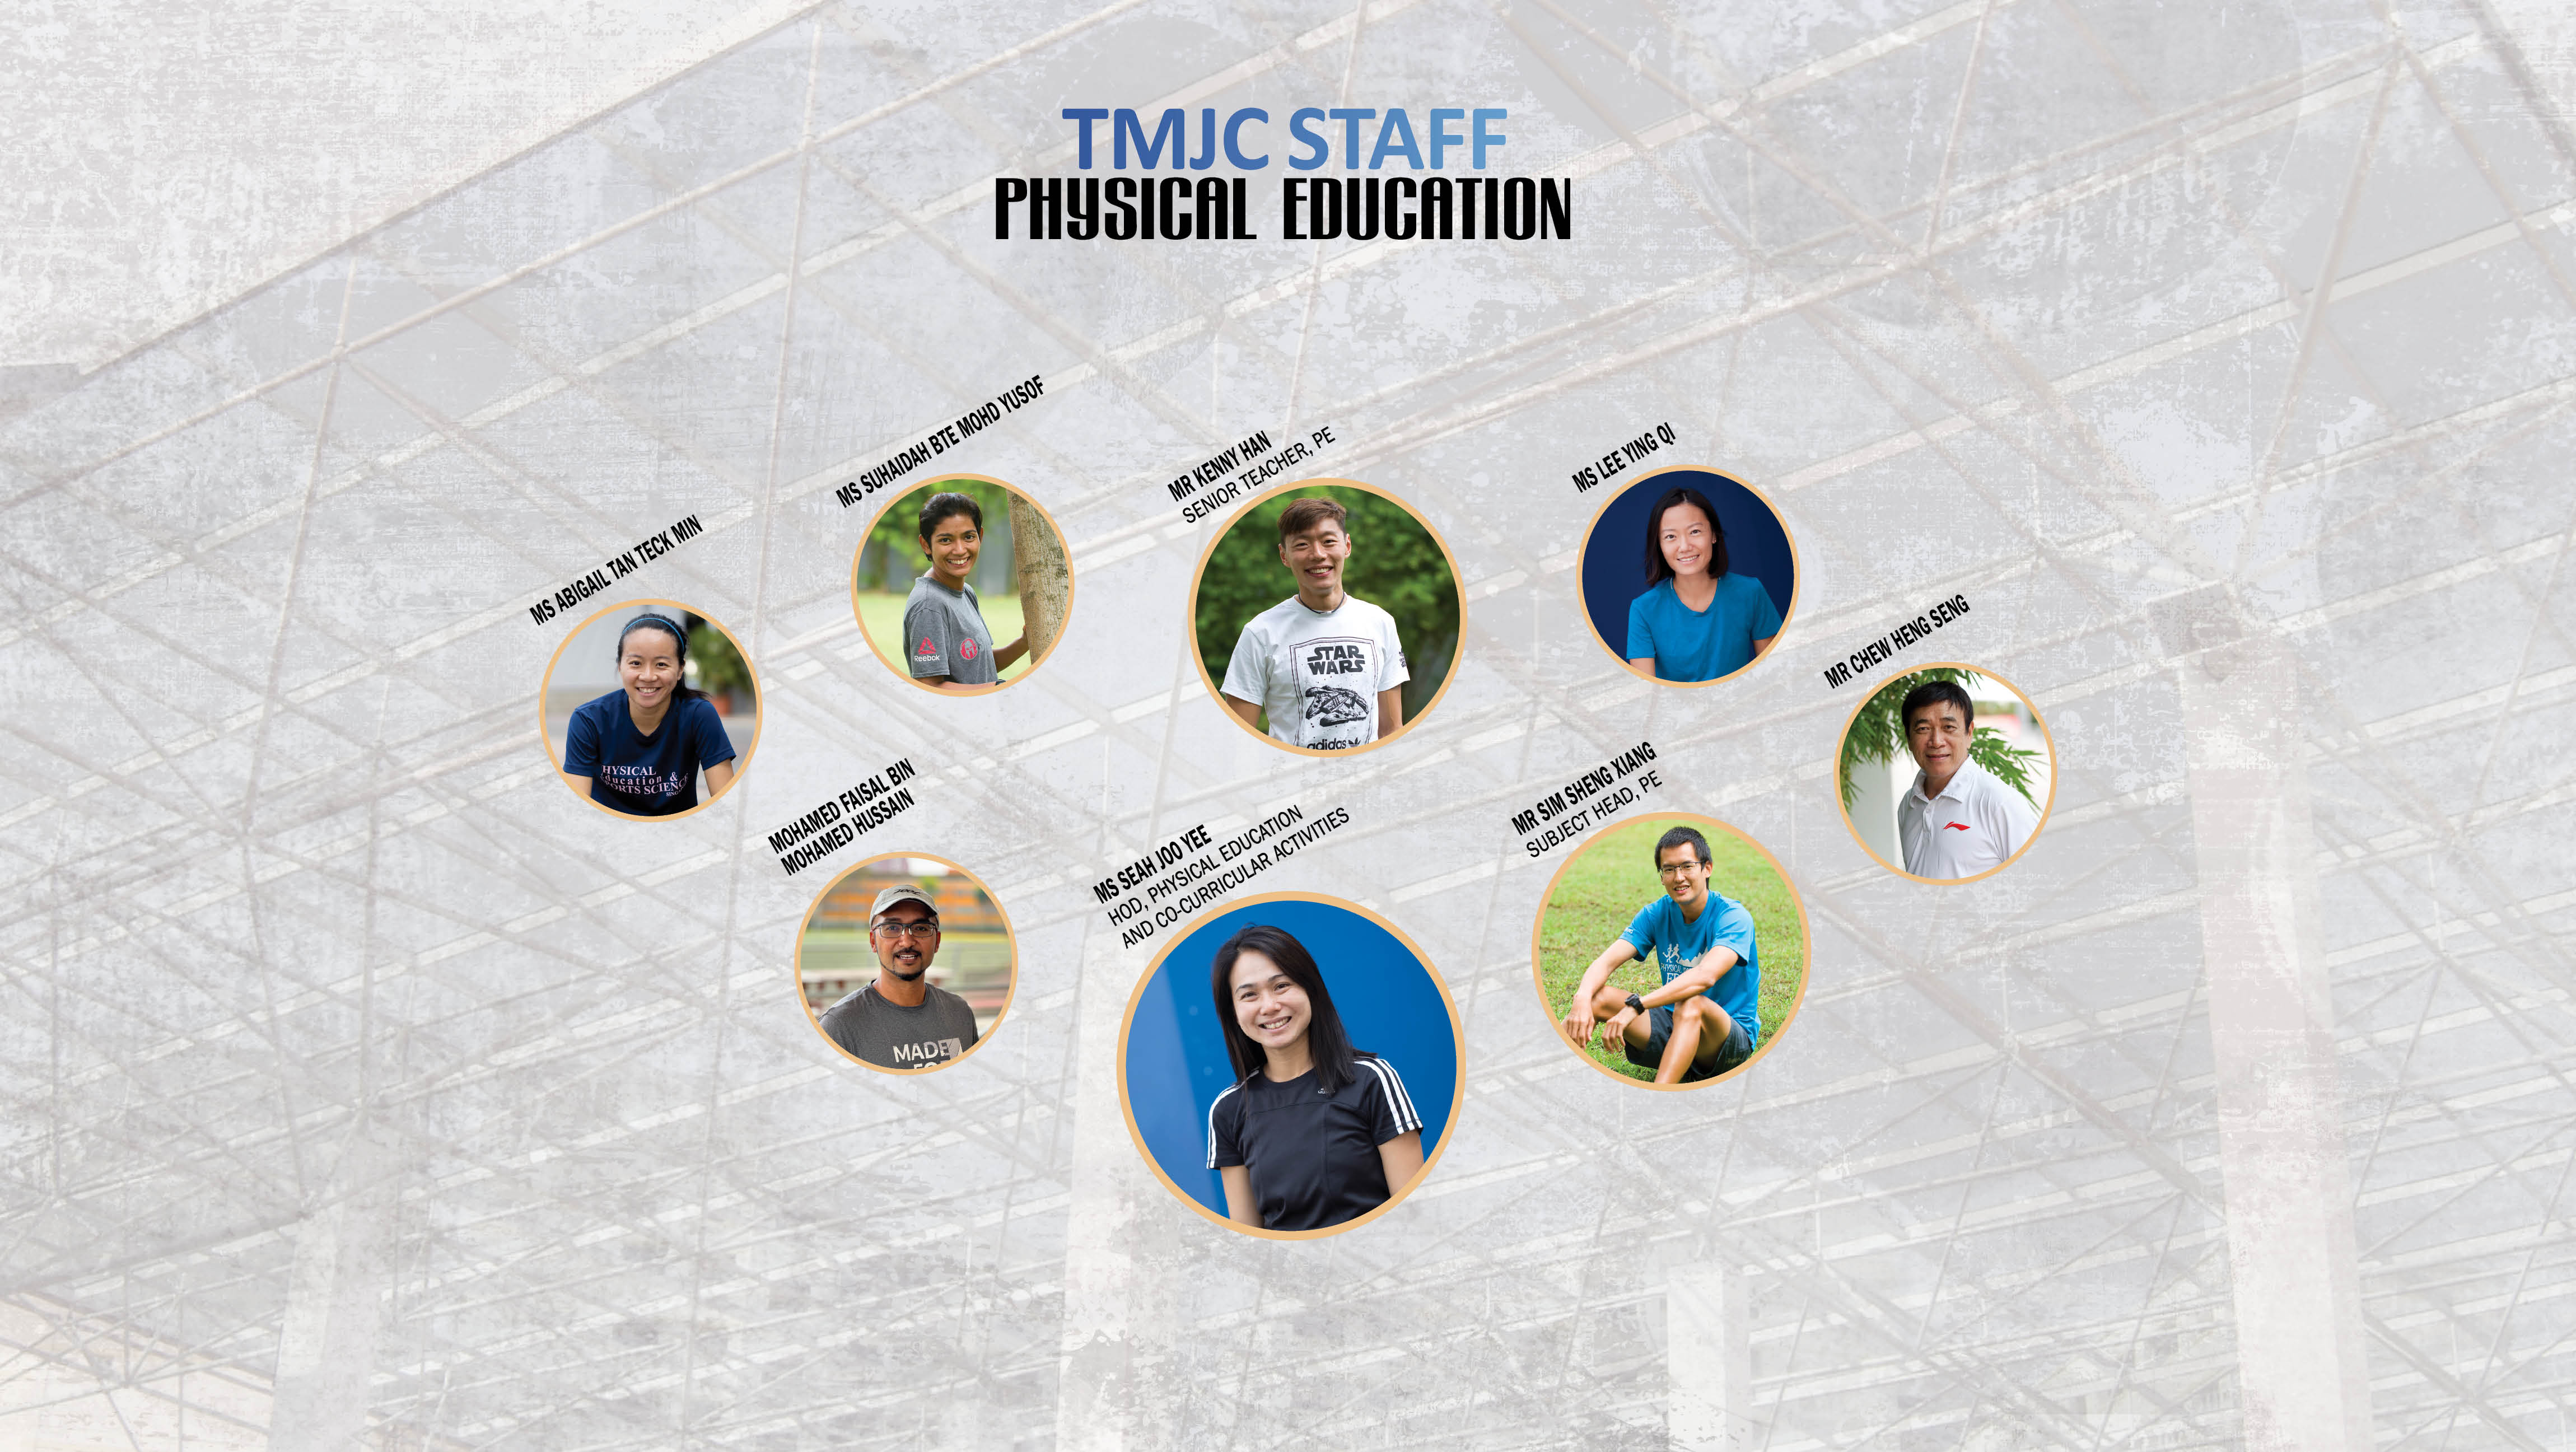 TMJC STAFF
PHYSICAL EDUCATION
MS SUHAIDAH BTE MOHD YUSOF
Reebok
MR KENNY HAN
SENIOR TEACHER, PE
STAR
WARS
adidas
MS LEE YING QI
MS ABIGAIL TAN TECK MIN
HYSICAL
ducation &
ORTS SCIENC
MR CHEW HENG SENG
MOHAMED FAISAL BIN
MOHAMED HUSSAIN
MADE
MS SEAH JOO YEE
HOD, PHYSICAL EDUCATION
AND CO-CURRICULAR ACTIVITIES
MR SIM SHENG XIANG
SUBJECT HEAD, PE